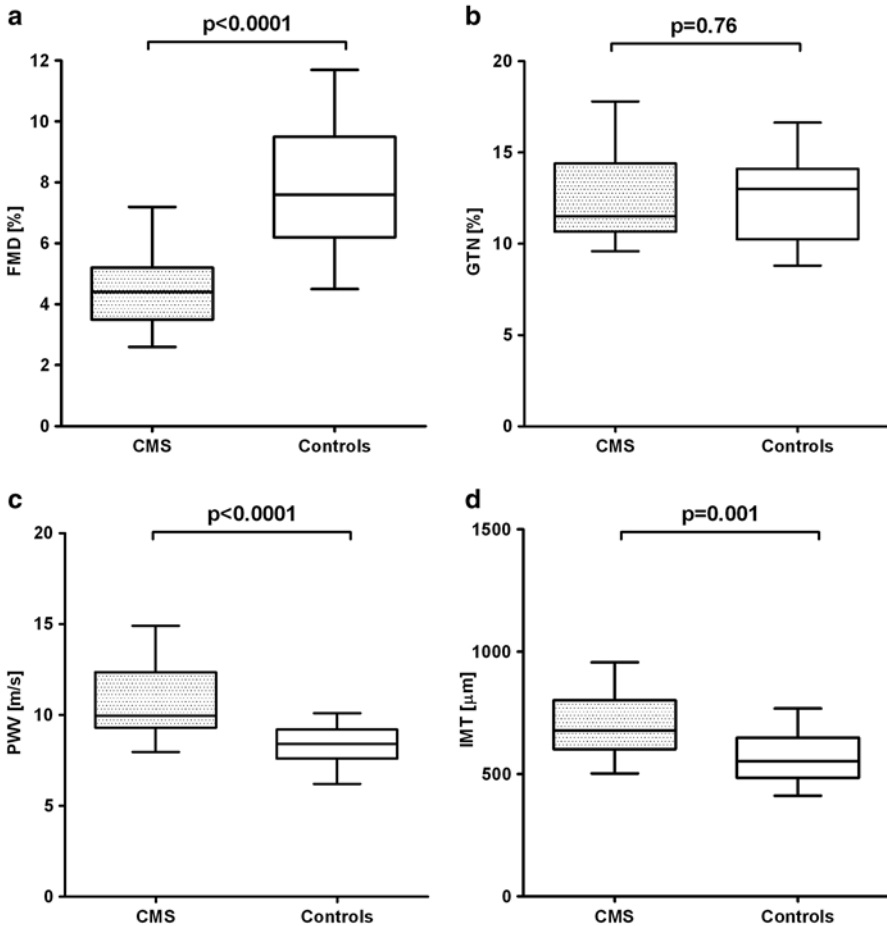 a
p<0.0001
FMD [%]
12
10
8
6
4
2
0
CMS Controls
b
p=0.76
GTN [%]
20
15
10
5
0
CMS Controls
c
p<0.0001
PWV [m/s]
20
15
10
5
0
CMS Controls
d
p=0.001
IMT [µm]
1500
1000
500
0
CMS Controls